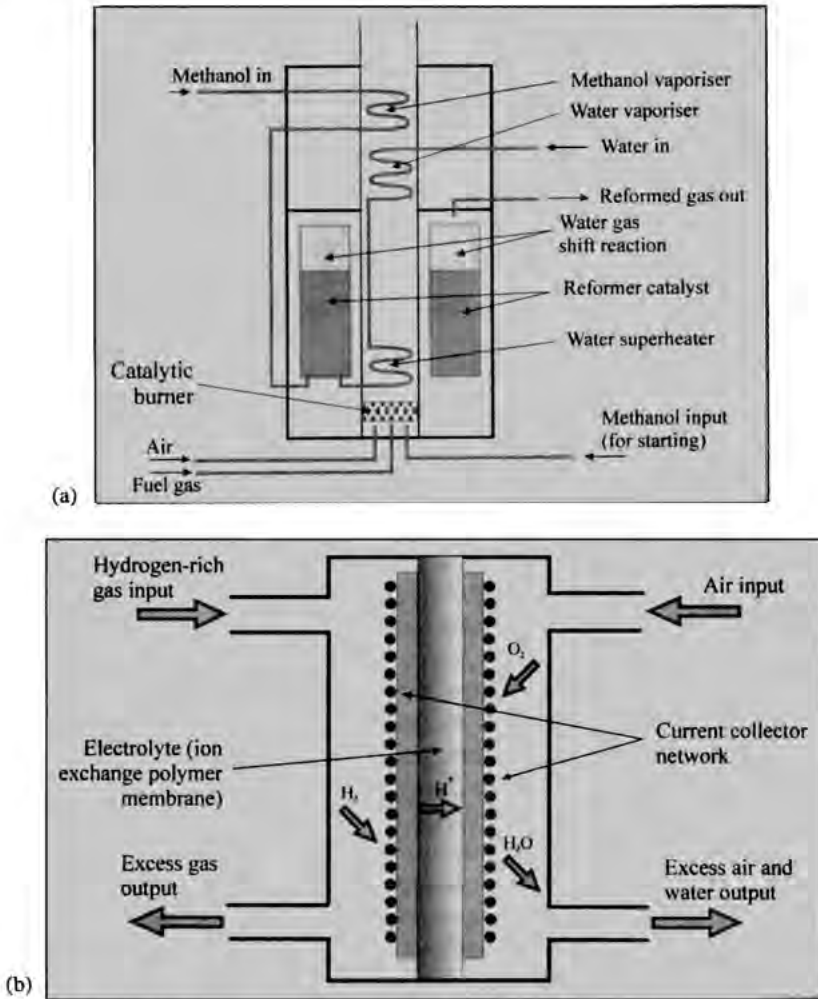 Methanol in
Methanol vaporiser
Water vaporiser
Water in
Reformed gas out
Water gas
shift reaction
Reformer catalyst
Water superheater
Catalytic
burner
Methanol input
(for starting)
Air
Fuel gas
(a)
Hydrogen-rich
gas input
Air input
O₂
Current collector
network
Electrolyte (ion
exchange polymer
membrane)
H₂
H⁺
H₂O
Excess gas
output
Excess air and
water output
(b)